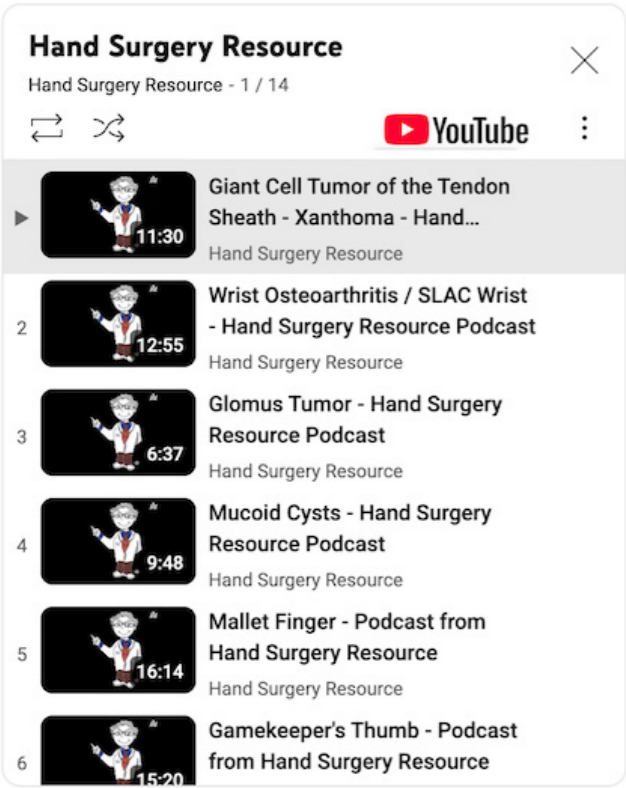 Hand Surgery Resource
Hand Surgery Resource - 1 / 14
YouTube
11:30
Giant Cell Tumor of the Tendon
Sheath - Xanthoma - Hand...
Hand Surgery Resource
2
12:55
Wrist Osteoarthritis / SLAC Wrist
- Hand Surgery Resource Podcast
Hand Surgery Resource
3
6:37
Glomus Tumor - Hand Surgery
Resource Podcast
Hand Surgery Resource
4
9:48
Mucoid Cysts - Hand Surgery
Resource Podcast
Hand Surgery Resource
5
16:14
Mallet Finger - Podcast from
Hand Surgery Resource
Hand Surgery Resource
6
15:20
Gamekeeper's Thumb - Podcast
from Hand Surgery Resource